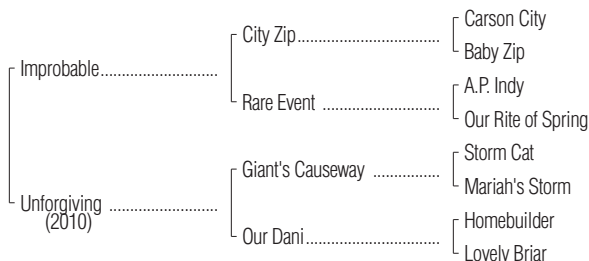 Carson City
City Zip
Baby Zip
Improbable
A.P. Indy
Rare Event
Our Rite of Spring
Storm Cat
Giant's Causeway
Mariah's Storm
Unforgiving
(2010)
Homebuilder
Our Dani
Lovely Briar